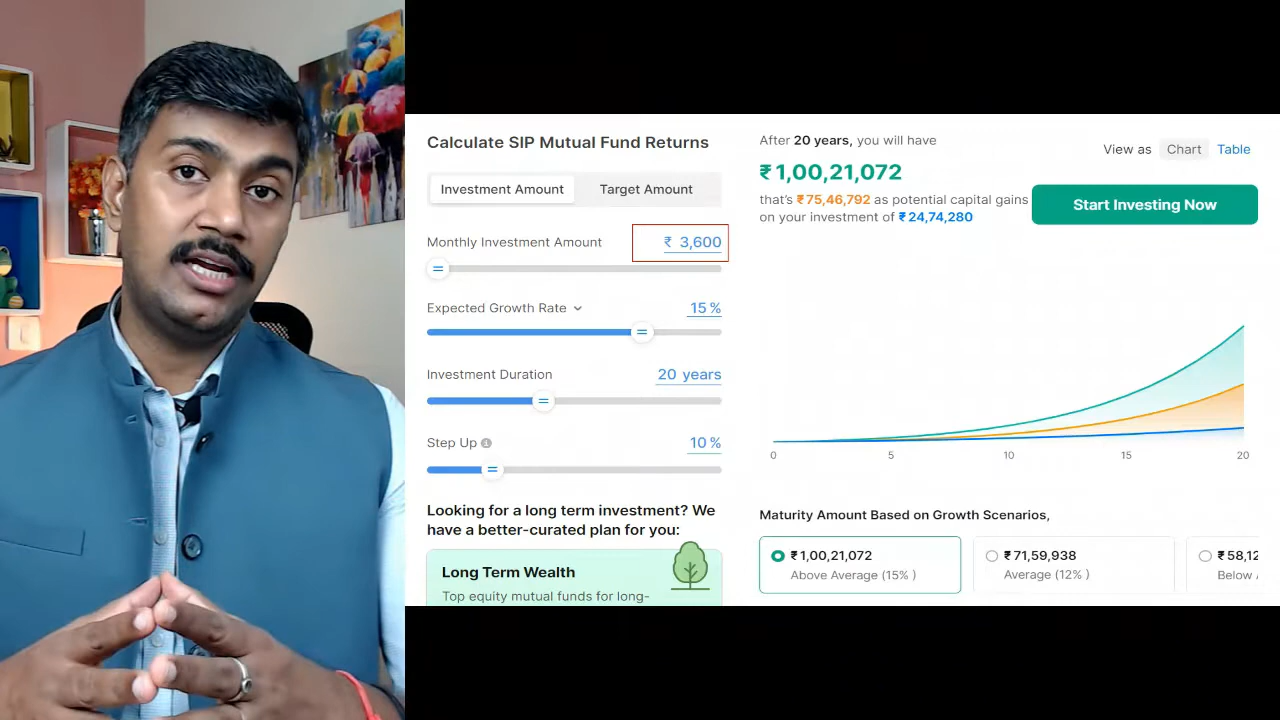 Calculate SIP Mutual Fund Returns
Investment Amount
Target Amount
Monthly Investment Amount
₹ 3,600
Expected Growth Rate
15 %
Investment Duration
20 years
Step Up
10 %
Looking for a long term investment? We
have a better-curated plan for you:
Long Term Wealth
Top equity mutual funds for long-
After 20 years, you will have
₹ 1,00,21,072
that's ₹ 75,46,792 as potential capital gains
on your investment of ₹ 24,74,280
View as Chart Table
Start Investing Now
0 5 10 15 20
Maturity Amount Based on Growth Scenarios,
₹ 1,00,21,072
Above Average (15% )
₹ 71,59,938
Average (12% )
₹ 58,12
Below